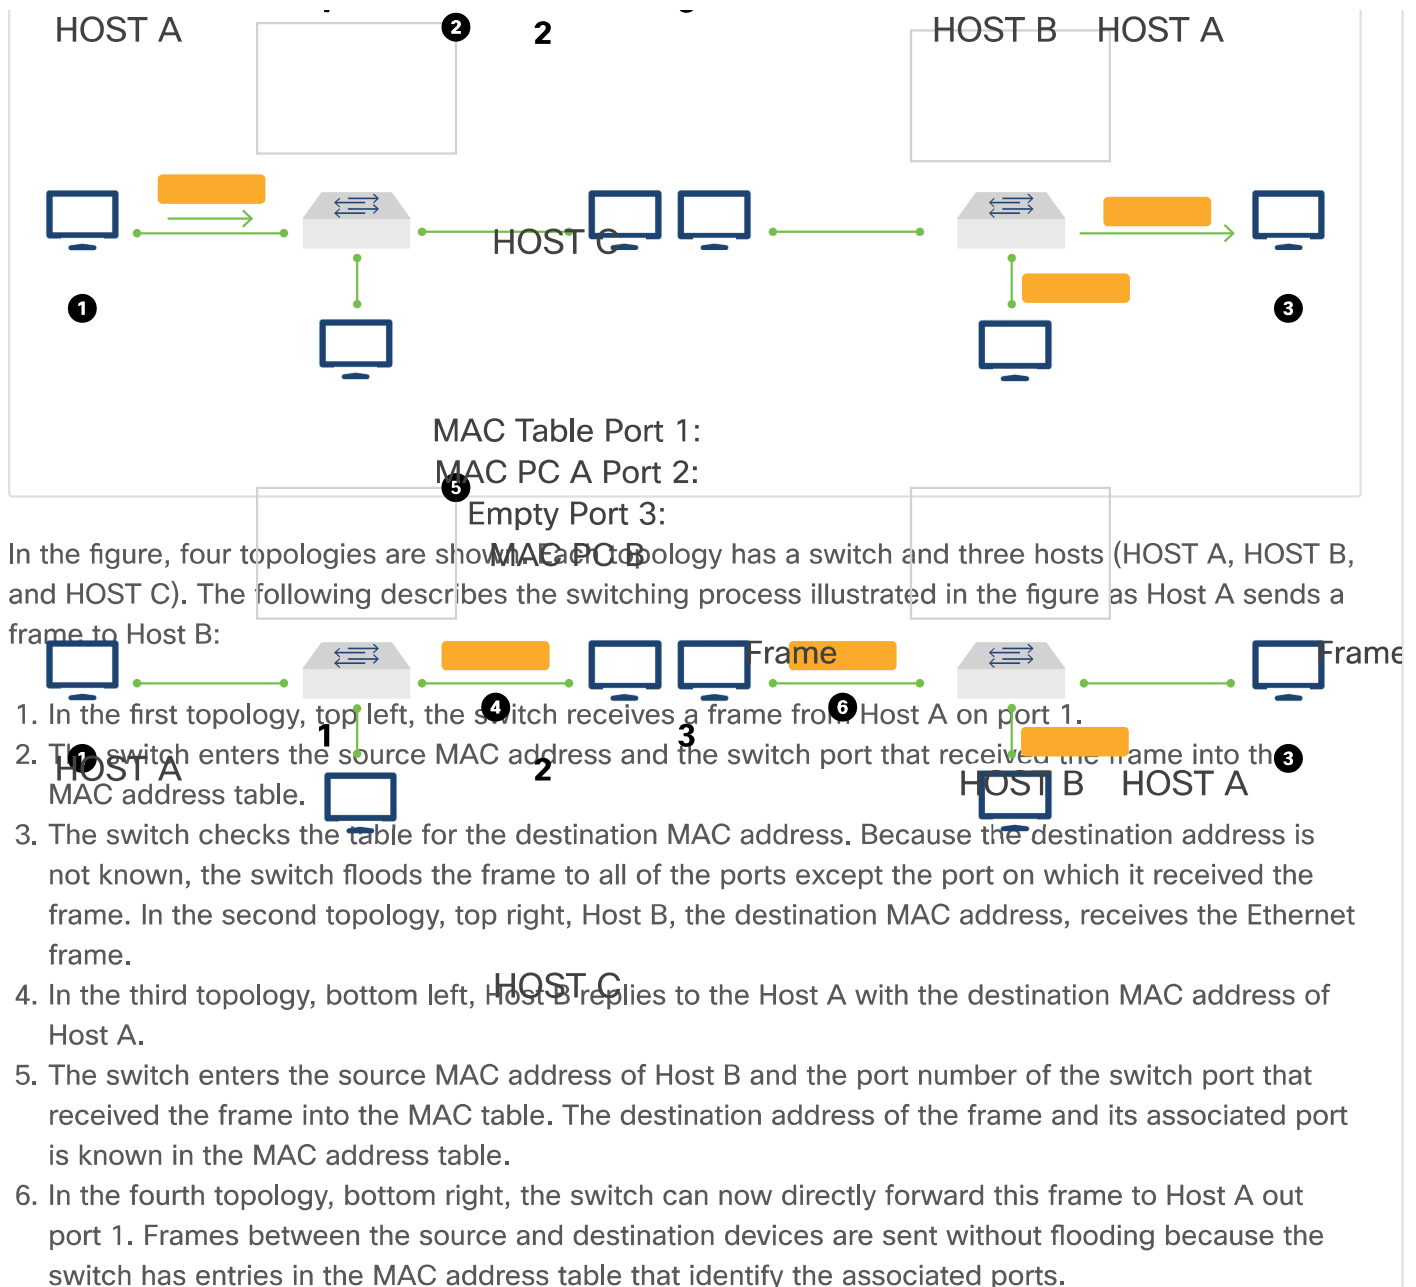 HOST A
2
2
HOST B
HOST A
HOST C
1
3
MAC Table Port 1:
MAC PC A Port 2:
5
Empty Port 3:
MAC PC B
In the figure, four topologies are shown. Each topology has a switch and three hosts (HOST A, HOST B,
and HOST C). The following describes the switching process illustrated in the figure as Host A sends a
frame to Host B:
Frame
Frame
1. In the first topology, top left, the switch receives a frame from Host A on port 1.
4
6
1
3
2. The switch enters the source MAC address and the switch port that received the frame into the
MAC address table.
1
3
HOST A
2
HOST B
HOST A
3. The switch checks the table for the destination MAC address. Because the destination address is
not known, the switch floods the frame to all of the ports except the port on which it received the
frame. In the second topology, top right, Host B, the destination MAC address, receives the Ethernet
frame.
HOST C
4. In the third topology, bottom left, Host B replies to the Host A with the destination MAC address of
Host A.
5. The switch enters the source MAC address of Host B and the port number of the switch port that
received the frame into the MAC table. The destination address of the frame and its associated port
is known in the MAC address table.
6. In the fourth topology, bottom right, the switch can now directly forward this frame to Host A out
port 1. Frames between the source and destination devices are sent without flooding because the
switch has entries in the MAC address table that identify the associated ports.